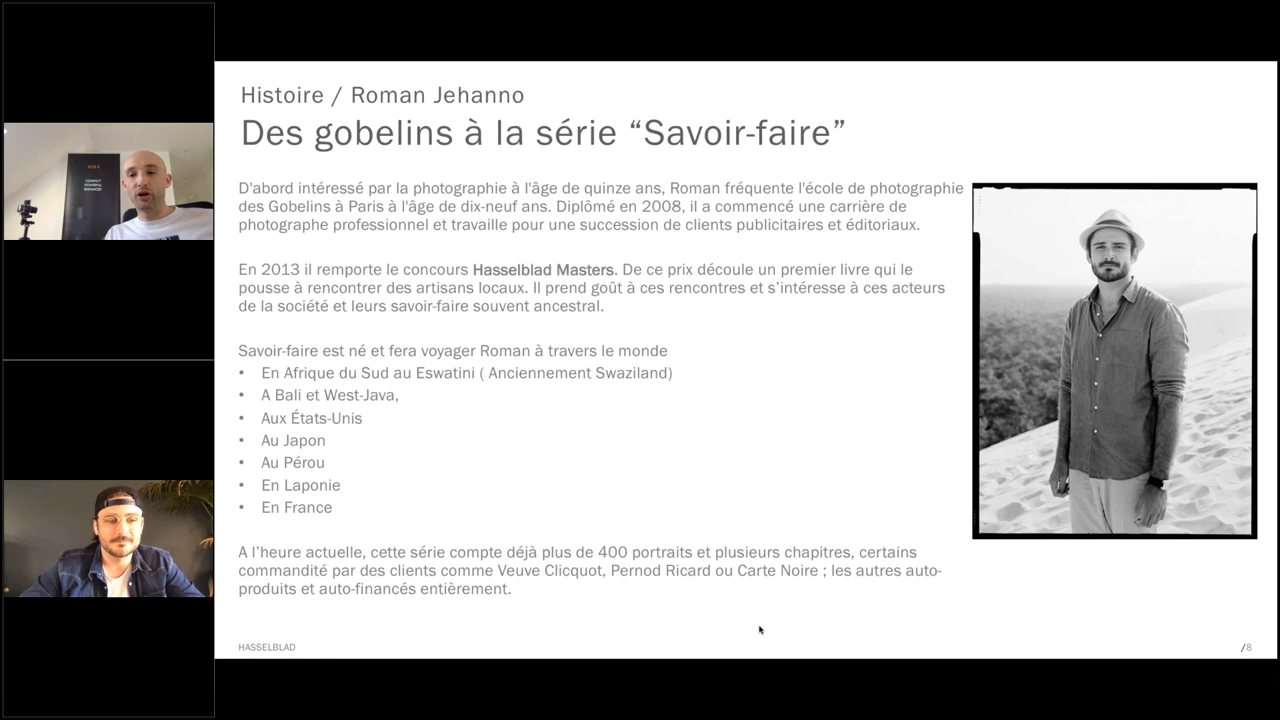 Histoire / Roman Jehanno
Des gobelins à la série “Savoir-faire”
D'abord intéressé par la photographie à l'âge de quinze ans, Roman fréquente l'école de photographie
des Gobelins à Paris à l'âge de dix-neuf ans. Diplômé en 2008, il a commencé une carrière de
photographe professionnel et travaille pour une succession de clients publicitaires et éditoriaux.
En 2013 il remporte le concours Hasselblad Masters. De ce prix découle un premier livre qui le
pousse à rencontrer des artisans locaux. Il prend goût à ces rencontres et s’intéresse à ces acteurs
de la société et leurs savoir-faire souvent ancestral.
Savoir-faire est né et fera voyager Roman à travers le monde
• En Afrique du Sud au Eswatini ( Anciennement Swaziland)
• A Bali et West-Java,
• Aux États-Unis
• Au Japon
• Au Pérou
• En Laponie
• En France
A l’heure actuelle, cette série compte déjà plus de 400 portraits et plusieurs chapitres, certains
commandité par des clients comme Veuve Clicquot, Pernod Ricard ou Carte Noire ; les autres auto-
produits et auto-financés entièrement.
HASSELBLAD
/8
COMPACT
POWERFUL
ENHANCED